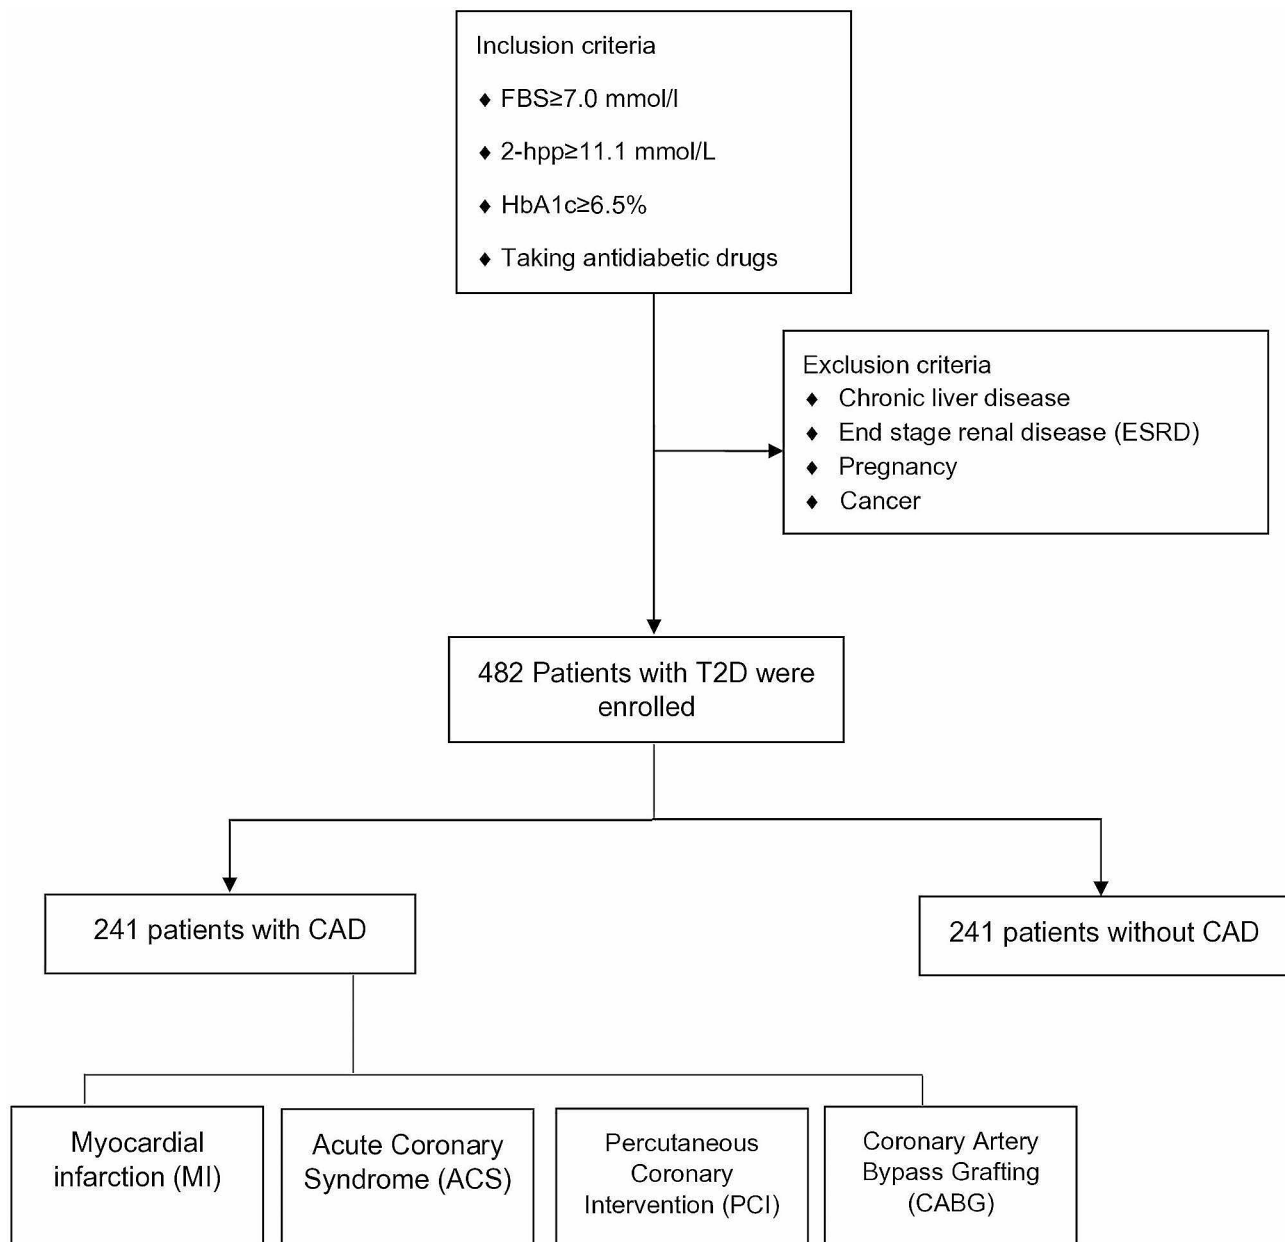 Inclusion criteria
♦ FBS≥7.0 mmol/l
♦ 2-hpp≥11.1 mmol/L
♦ HbA1c≥6.5%
♦ Taking antidiabetic drugs
Exclusion criteria
♦ Chronic liver disease
♦ End stage renal disease (ESRD)
♦ Pregnancy
♦ Cancer
482 Patients with T2D were
enrolled
241 patients with CAD
241 patients without CAD
Myocardial
infarction (MI)
Acute Coronary
Syndrome (ACS)
Percutaneous
Coronary
Intervention (PCI)
Coronary Artery
Bypass Grafting
(CABG)